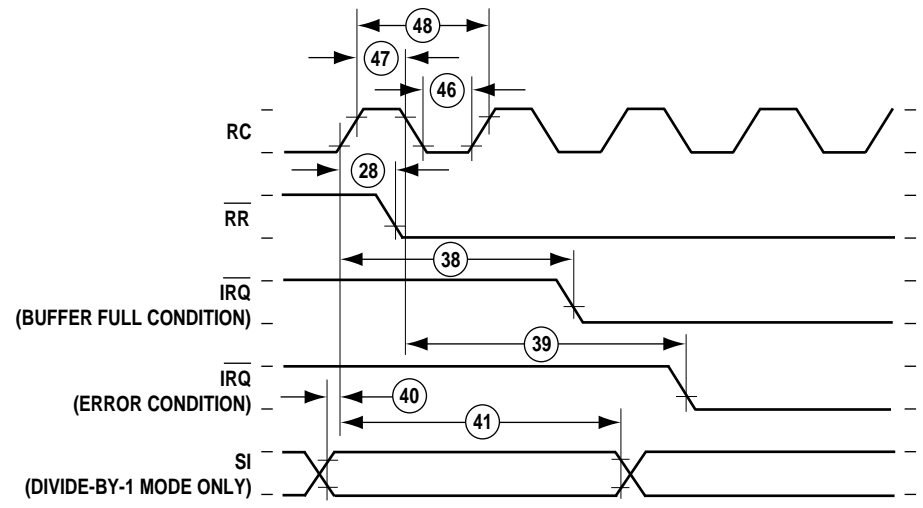 48
47
46
RC
28
RR
38
IRQ
(BUFFER FULL CONDITION)
39
IRQ
(ERROR CONDITION)
40
41
SI
(DIVIDE-BY-1 MODE ONLY)